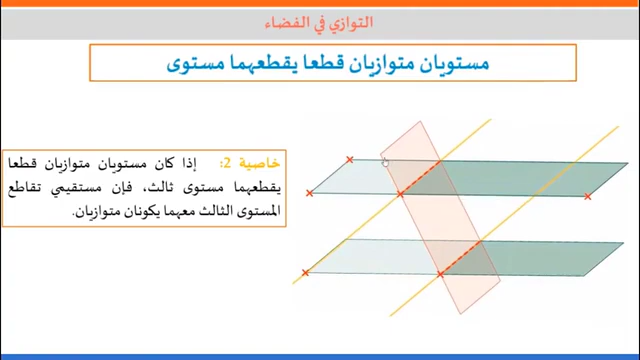 التوازي في الفضاء
مستويان متوازيان قطعا يقطعهما مستوى
خاصية 2: إذا كان مستويان متوازيان قطعا
يقطعهما مستوى ثالث، فإن مستقيمي تقاطع
المستوى الثالث معهما يكونان متوازيان.